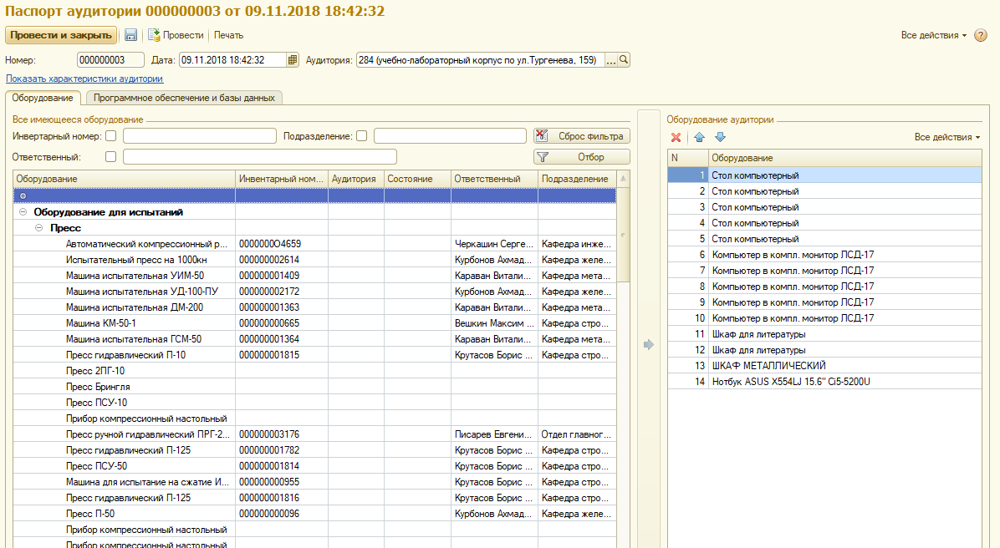 Паспорт аудитории 000000003 от 09.11.2018 18:42:32
Провести и закрыть Провести Печать Все действия
Номер: 000000003 Дата: 09.11.2018 18:42:32 Аудитория: 284 (учебно-лабораторный корпус по ул.Тургенева, 159) ...
Показать характеристики аудитории
Оборудование Программное обеспечение и базы данных
Все имеющееся оборудование
Инвертарный номер: Подразделение: Сброс фильтра
Ответственный: Отбор
Оборудование Инвентарный ном... Аудитория Состояние Ответственный Подразделение
Оборудование для испытаний
Пресс
Автоматический компрессионный р... 0000000О4659 Черкашин Серге... Кафедра инже...
Испытательный пресс на 1000кн 000000002614 Курбонов Ахмад... Кафедра желе...
Машина испытательная УИМ-50 000000001409 Караван Витали... Кафедра мета...
Машина испытательная УД-100-ПУ 000000002172 Курбонов Ахмад... Кафедра желе...
Машина испытательная ДМ-200 000000001363 Караван Витали... Кафедра мета...
Машина КМ-50-1 000000000665 Вешкин Максим ... Кафедра стро...
Машина испытательная ГСМ-50 000000001364 Караван Витали... Кафедра мета...
Пресс гидравлический П-10 000000001815 Крутасов Борис ... Кафедра стро...
Пресс 2ПГ-10
Пресс Брингля
Пресс ПСУ-10
Прибор компрессионный настольный
Пресс ручной гидравлический ПРГ-2... 000000003176 Писарев Евгени... Отдел главног...
Пресс гидравлический П-125 000000001782 Крутасов Борис ... Кафедра стро...
Пресс ПСУ-50 000000001814 Крутасов Борис ... Кафедра стро...
Машина для испытание на сжатие И... 000000000955 Крутасов Борис ... Кафедра стро...
Пресс гидравлический П-125 000000001816 Крутасов Борис ... Кафедра стро...
Пресс П-50 000000000096 Курбонов Ахмад... Кафедра желе...
Прибор компрессионный настольный
Прибор компрессионный настольный
Оборудование аудитории
Все действия
N Оборудование
1 Стол компьютерный
2 Стол компьютерный
3 Стол компьютерный
4 Стол компьютерный
5 Стол компьютерный
6 Компьютер в компл. монитор ЛСД-17
7 Компьютер в компл. монитор ЛСД-17
8 Компьютер в компл. монитор ЛСД-17
9 Компьютер в компл. монитор ЛСД-17
10 Компьютер в компл. монитор ЛСД-17
11 Шкаф для литературы
12 Шкаф для литературы
13 ШКАФ МЕТАЛЛИЧЕСКИЙ
14 Нотбук ASUS X554LJ 15.6" Ci5-5200U